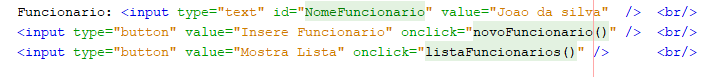 Funcionario: <input type="text" id="NomeFuncionario" value="Joao da silva"  />  <br/>
<input type="button" value="Insere Funcionario" onclick="novoFuncionario()" />  <br/>
<input type="button" value="Mostra Lista" onclick="listaFuncionarios()" />      <br/>